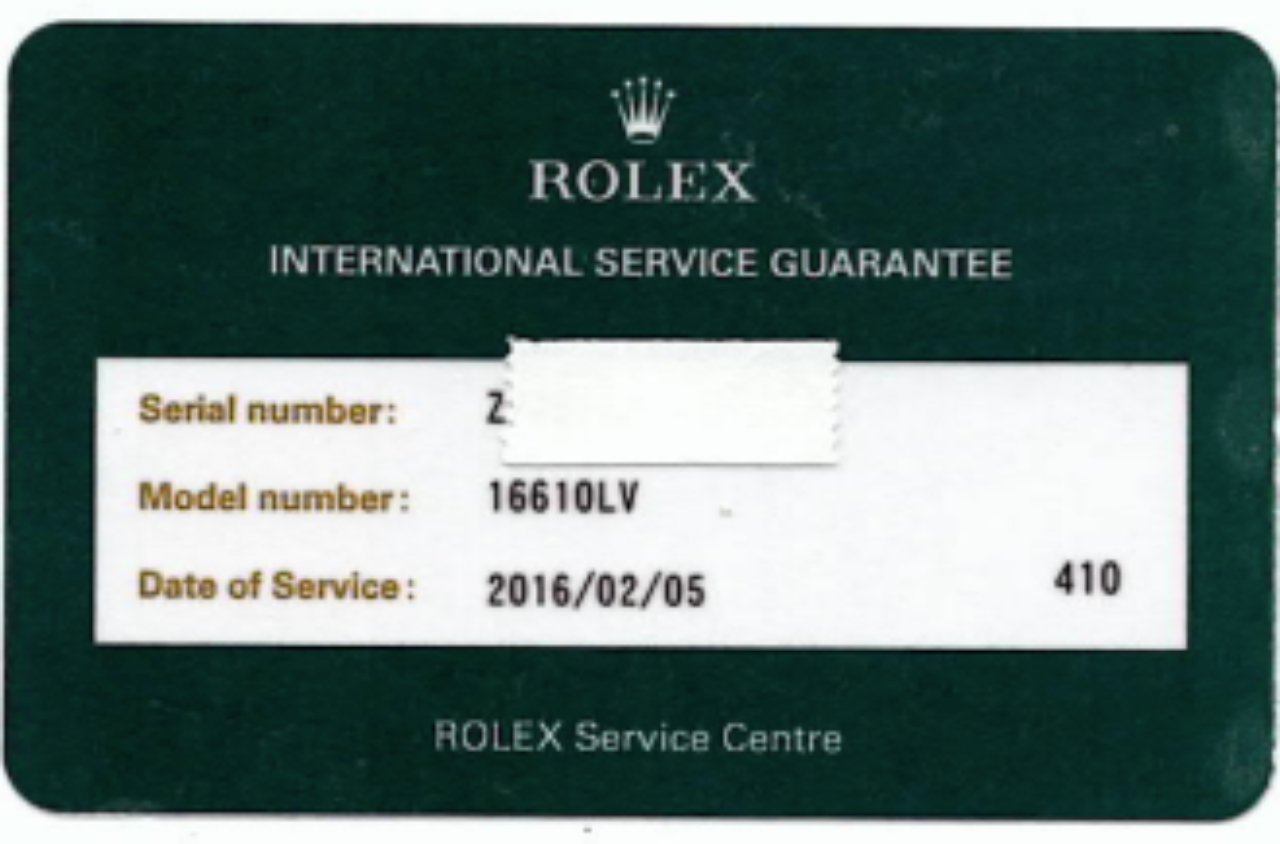 ROLEX
INTERNATIONAL SERVICE GUARANTEE
Serial number: Z
Model number: 16610LV
Date of Service: 2016/02/05 410
ROLEX Service Centre